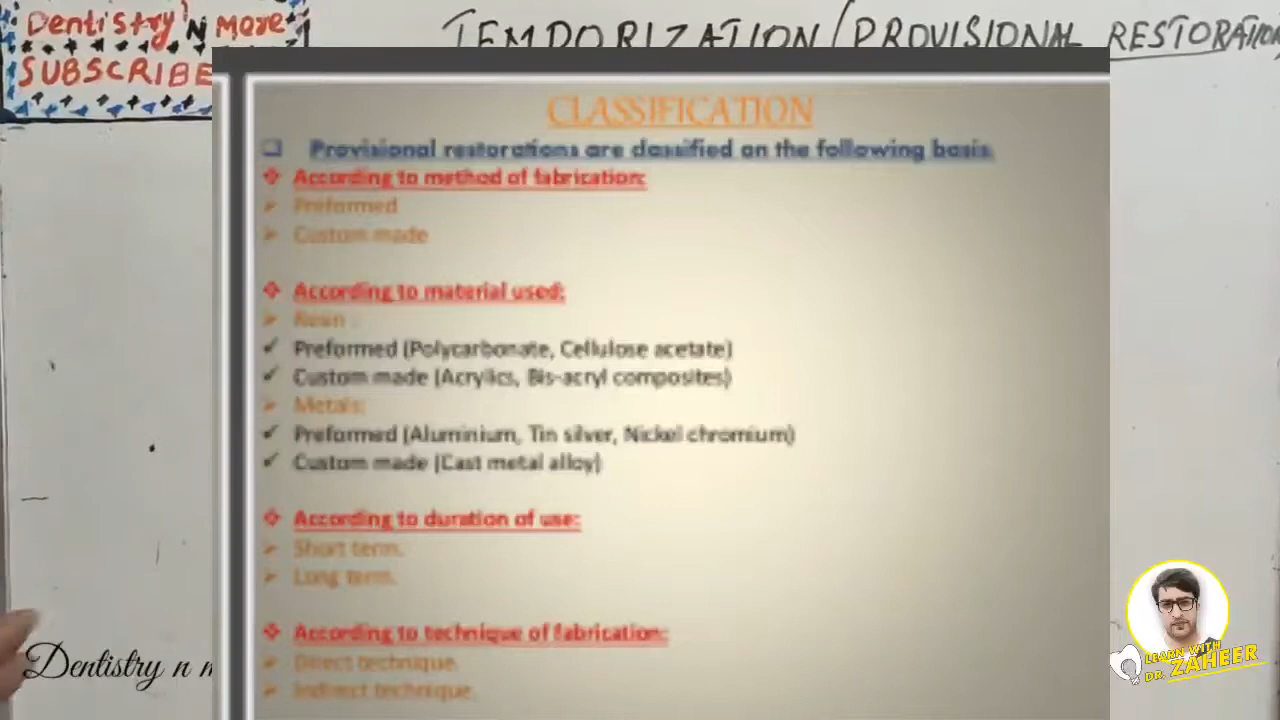 Dentistry 'N More
SUBSCRIBE
TEMPORIZATION/PROVISIONAL RESTORATION
CLASSIFICATION
Provisional restorations are classified on the following basis
According to method of fabrication:
Preformed
Custom made
According to material used:
Resin :
Preformed (Polycarbonate, Cellulose acetate)
Custom made (Acrylics, Bis-acryl composites)
Metals:
Preformed (Aluminium, Tin silver, Nickel chromium)
Custom made (Cast metal alloy)
According to duration of use:
Short term.
Long term.
According to technique of fabrication:
Direct technique.
Indirect technique.
Dentistry n m
LEARN WITH
DR. ZAHEER